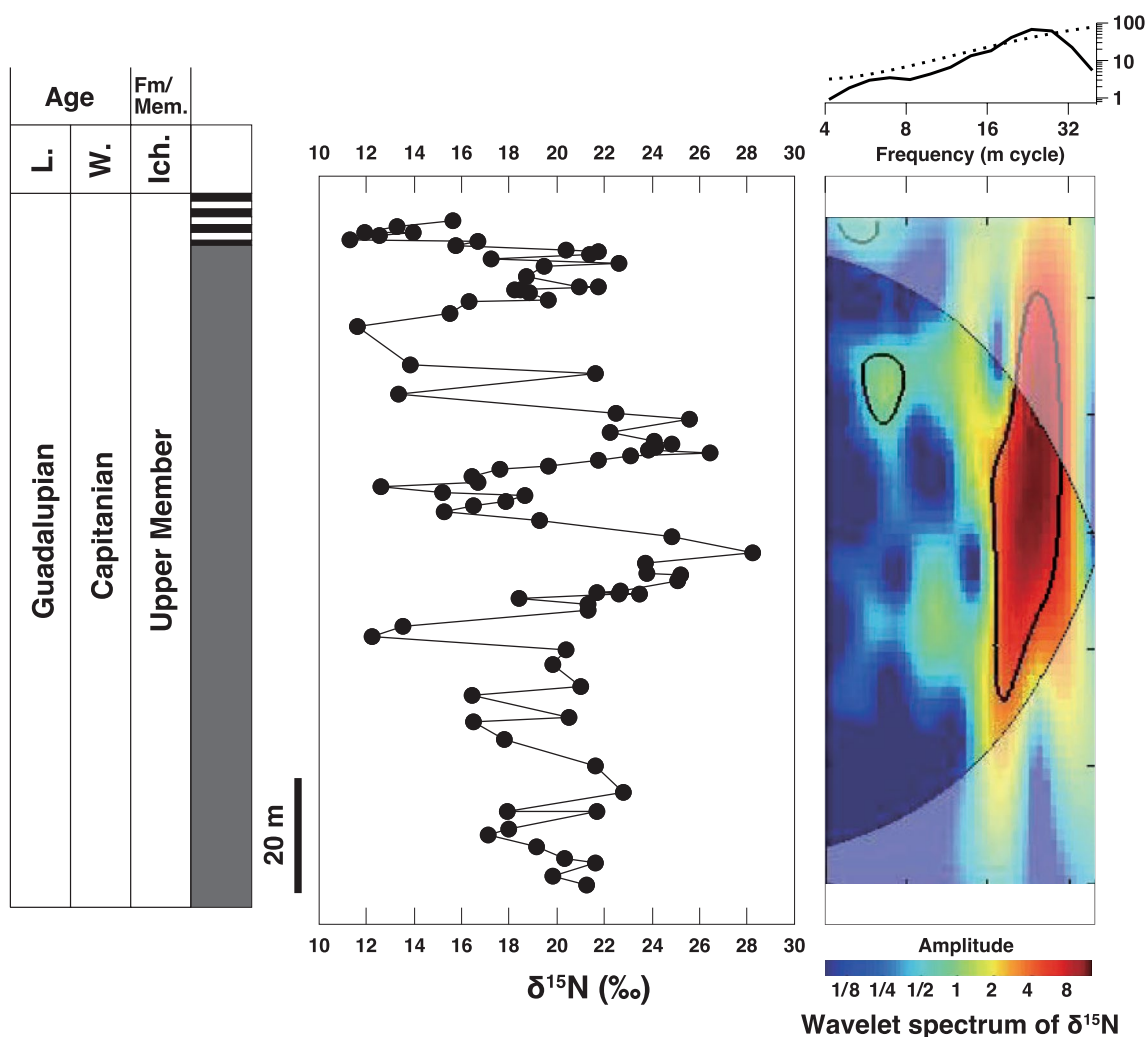 100
10
1
4 8 16 32
Frequency (m cycle)
Age
Fm/
Mem.
L.
W.
Ich.
10 12 14 16 18 20 22 24 26 28 30
Guadalupian
Capitanian
Upper Member
20 m
10 12 14 16 18 20 22 24 26 28 30
δ¹⁵N (‰)
Amplitude
1/8 1/4 1/2 1 2 4 8
Wavelet spectrum of δ¹⁵N